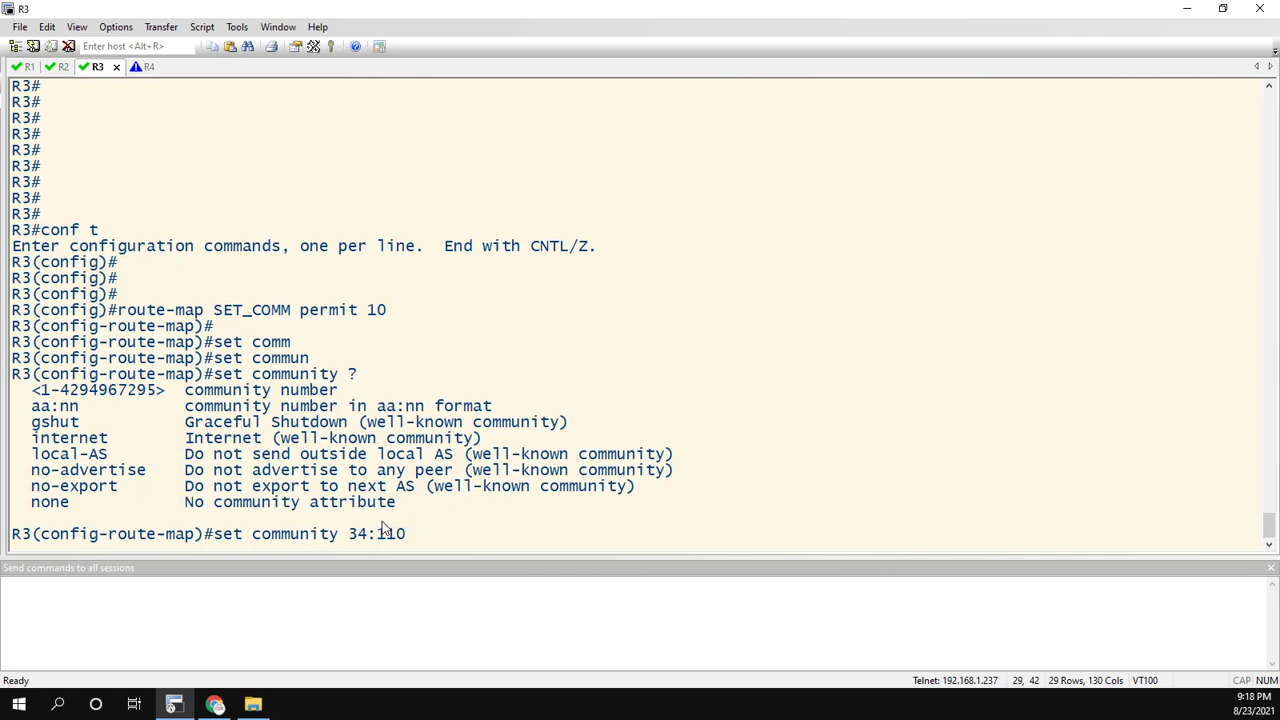 R3
File Edit View Options Transfer Script Tools Window Help
Enter host <Alt+R>
R1 R2 R3 R4
R3#
R3#
R3#
R3#
R3#
R3#
R3#
R3#
R3#
R3#conf t
Enter configuration commands, one per line.  End with CNTL/Z.
R3(config)#
R3(config)#
R3(config)#
R3(config)#route-map SET_COMM permit 10
R3(config-route-map)#
R3(config-route-map)#set comm
R3(config-route-map)#set commun
R3(config-route-map)#set community ?
<1-4294967295>  community number
aa:nn           community number in aa:nn format
gshut           Graceful Shutdown (well-known community)
internet        Internet (well-known community)
local-AS        Do not send outside local AS (well-known community)
no-advertise    Do not advertise to any peer (well-known community)
no-export       Do not export to next AS (well-known community)
none            No community attribute
R3(config-route-map)#set community 34:110
Send commands to all sessions
Ready Telnet: 192.168.1.237 29, 42 29 Rows, 130 Cols VT100 CAP NUM
9:18 PM
8/23/2021